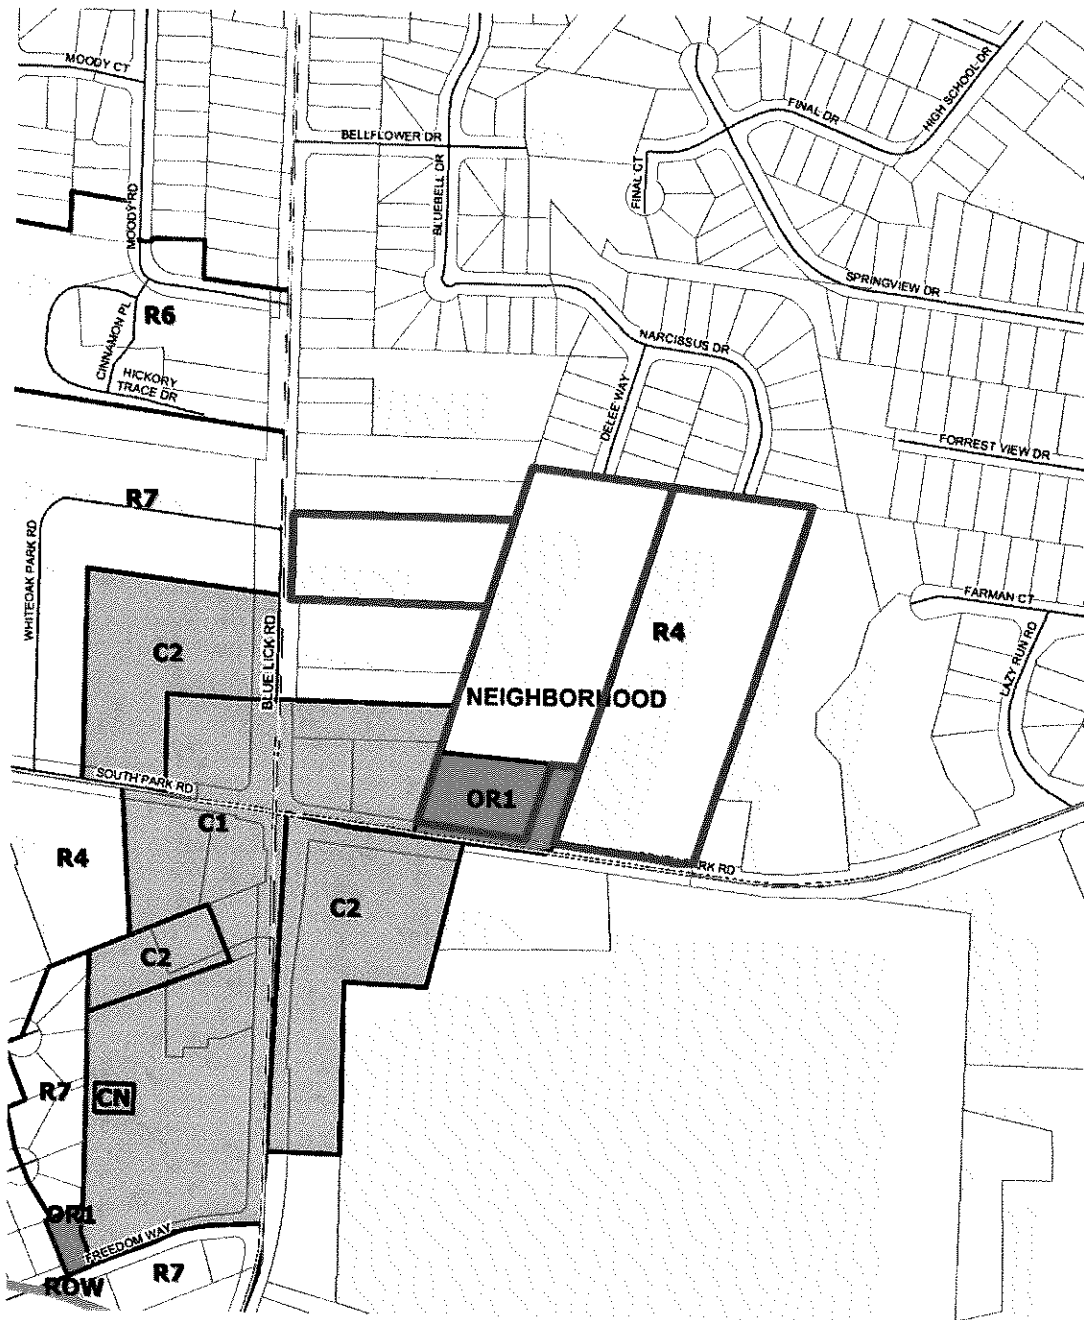 MOODY CT
HIGH SCHOOL DR
FINAL DR
BELLFLOWER DR
BLUEBELL DR
FINAL CT
MOODY RD
SPRINGVIEW DR
CINNAMON PL
R6
NARCISSUS DR
HICKORY
TRACE DR
DELEE WAY
FORREST VIEW DR
R7
WHITEOAK PARK RD
FARMAN CT
BLUE LICK RD
C2
R4
LAZY RUN RD
NEIGHBORHOOD
SOUTH PARK RD
OR1
C1
R4
RK RD
C2
C2
R7
CN
OR1
FREEDOM WAY
R7
ROW